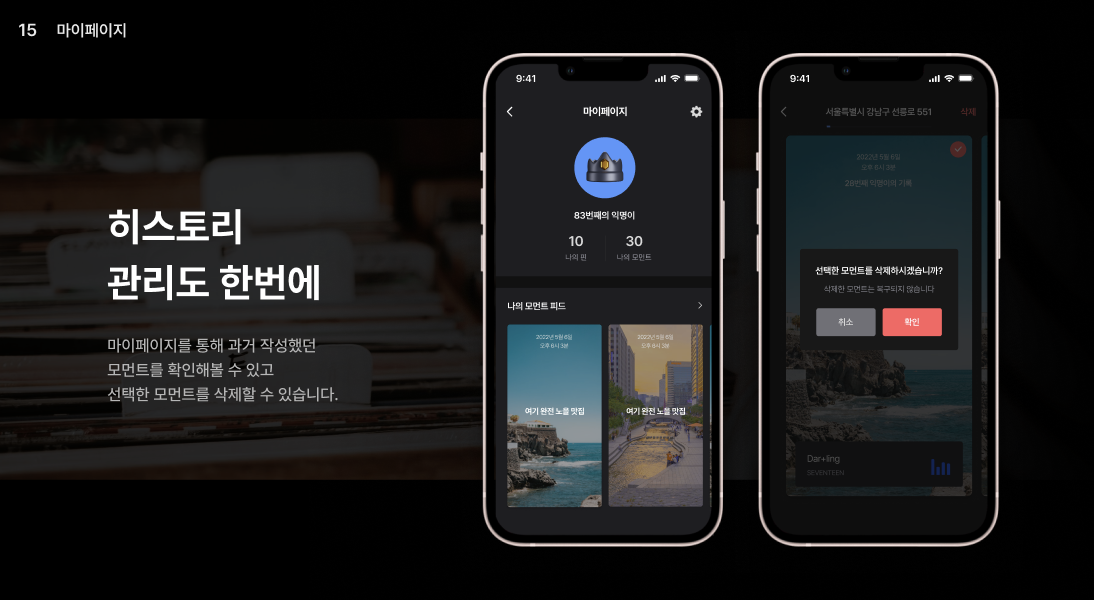 15 마이페이지
히스토리
관리도 한번에
마이페이지를 통해 과거 작성했던
모먼트를 확인해볼 수 있고
선택한 모먼트를 삭제할 수 있습니다.
9:41
마이페이지
83번째의 익명이
10 30
나의 핀 나의 모먼트
나의 모먼트 피드
2022년 5월 6일
오후 6시 3분
여기 완전 노을 맛집
2022년 5월 6일
오후 6시 3분
여기 완전 노을 맛집
9:41
서울특별시 강남구 선릉로 551 삭제
2022년 5월 6일
오후 6시 3분
28번째 익명이의 기록
선택한 모먼트를 삭제하시겠습니까?
삭제한 모먼트는 복구되지 않습니다
취소 확인
Dar+ling
SEVENTEEN